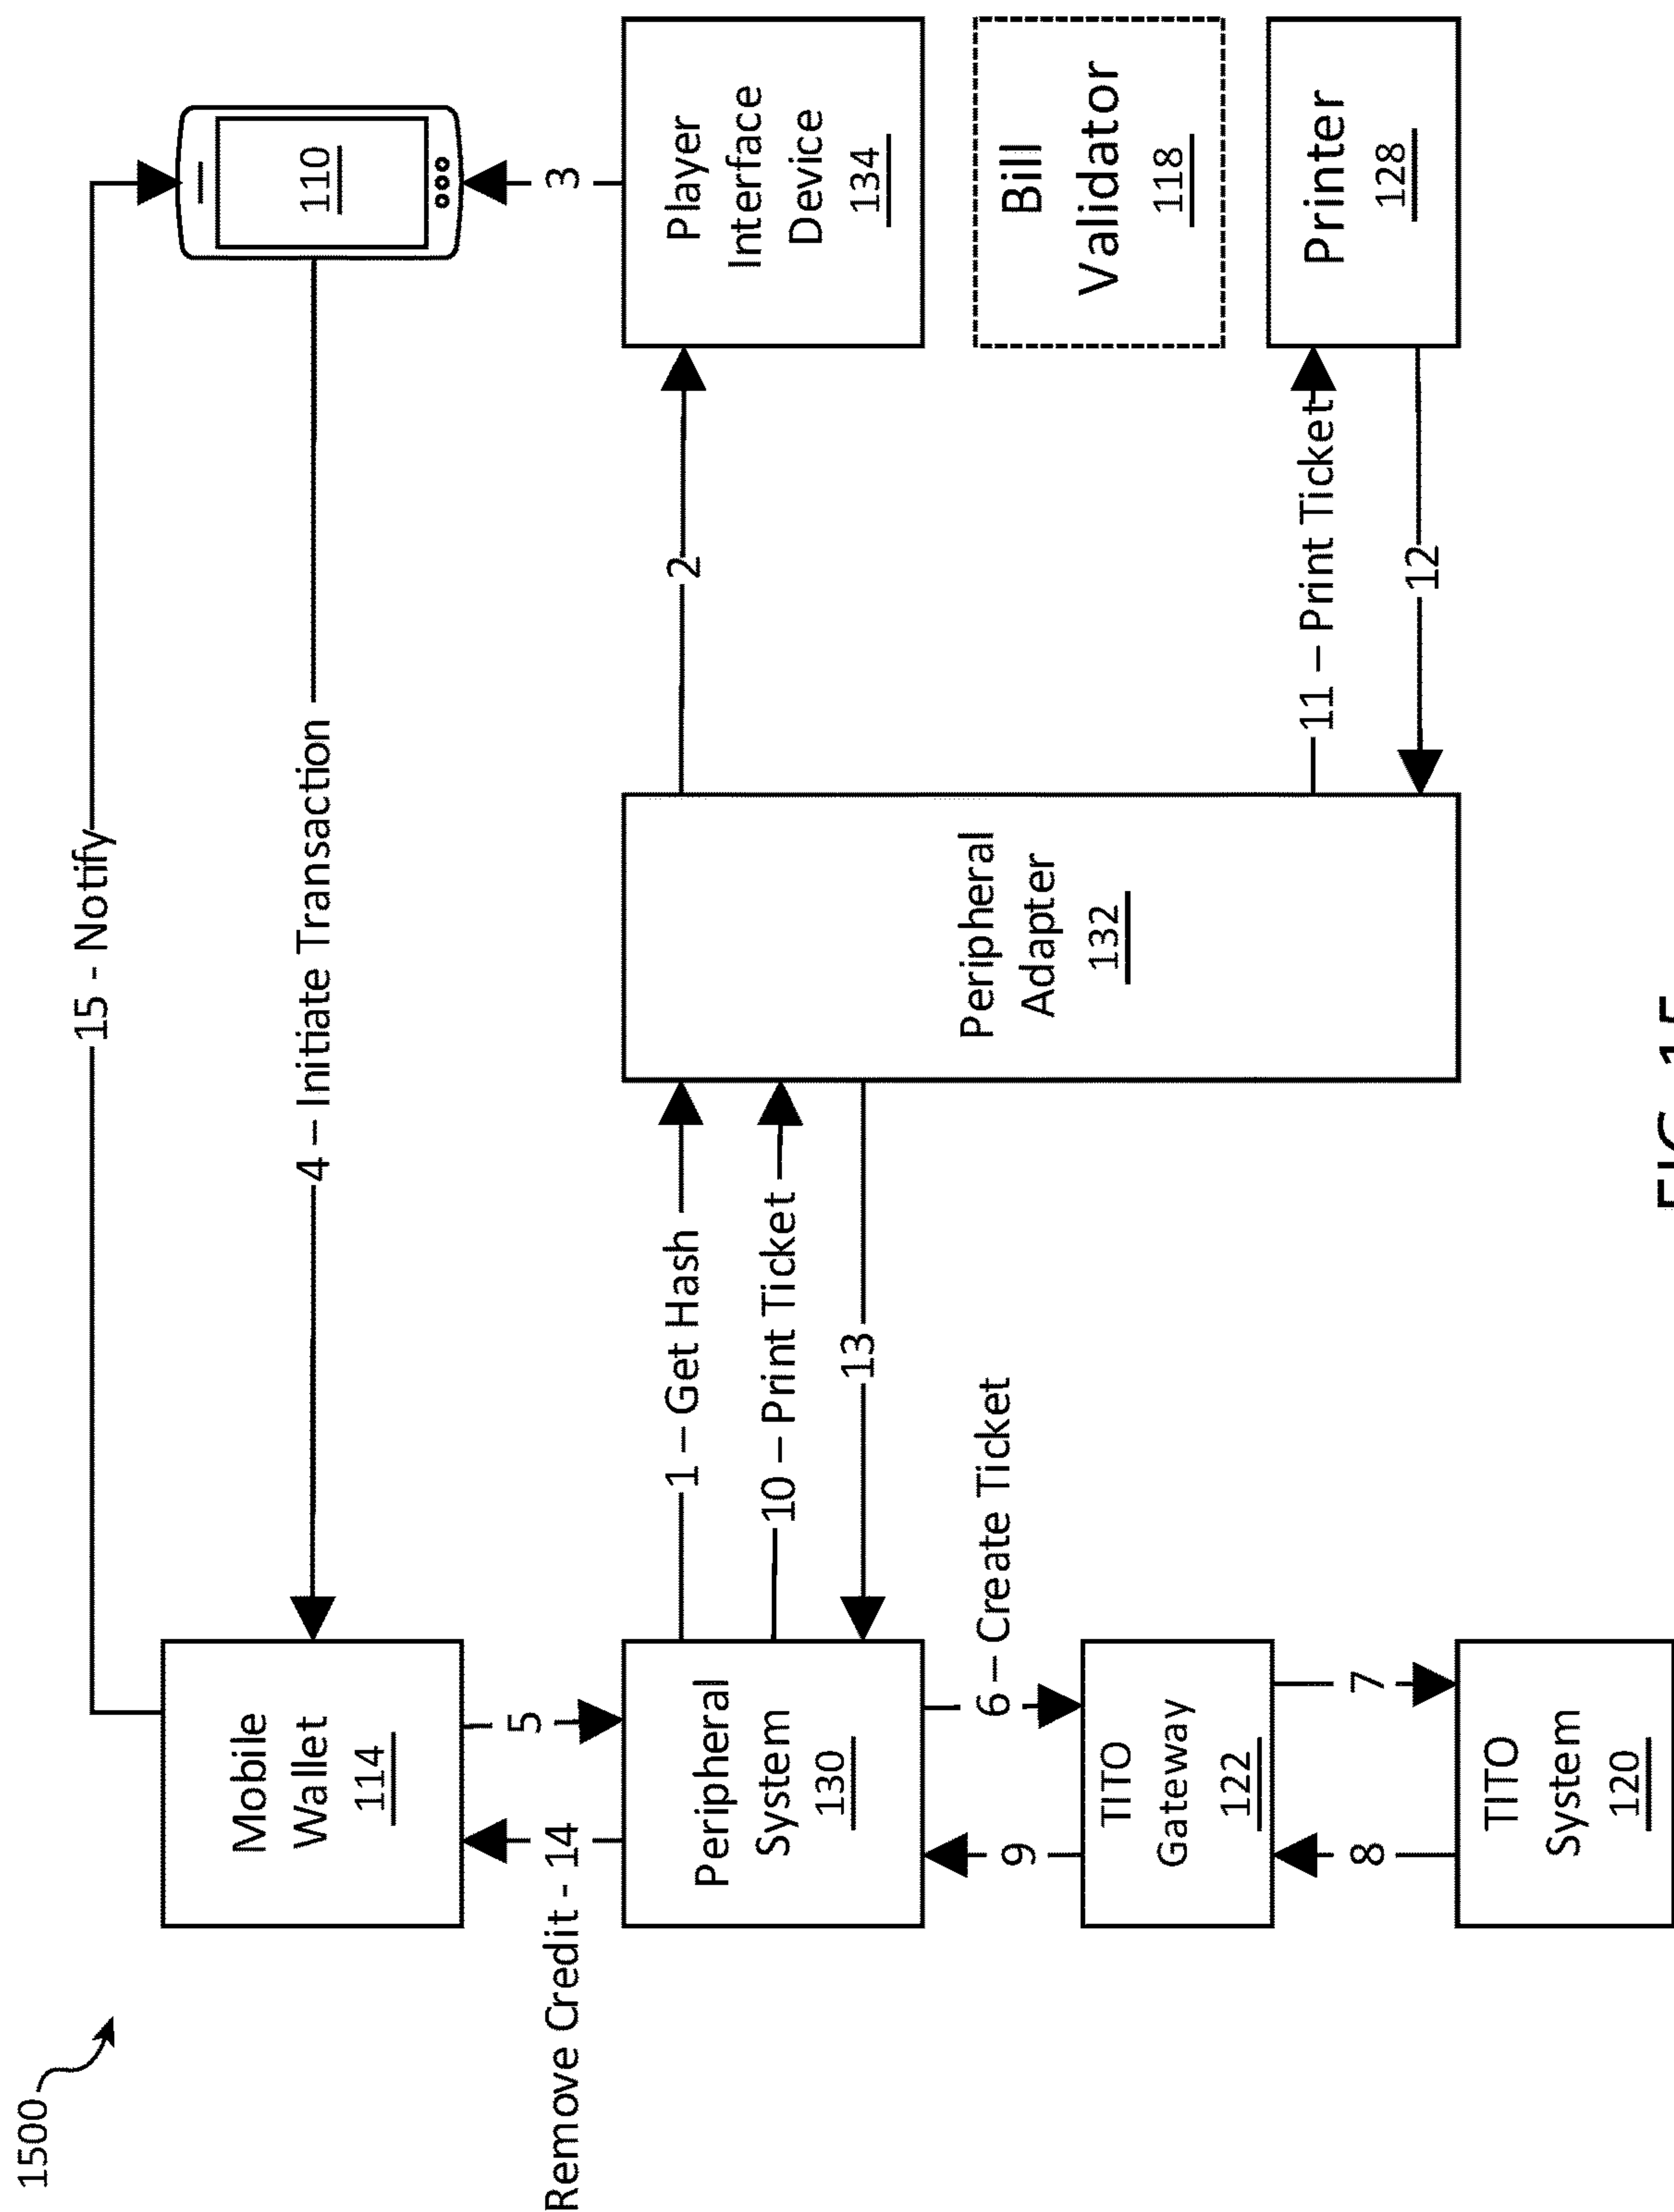 1500
15 - Notify
110
4 – Initiate Transaction
3
Mobile
Wallet
114
5
Remove Credit - 14
Peripheral
System
130
1 – Get Hash
10 – Print Ticket
13
Peripheral
Adapter
132
2
Player
Interface
Device
134
Bill
Validator
118
11 – Print Ticket
12
Printer
128
6 – Create Ticket
9
TITO
Gateway
122
7
8
TITO
System
120
FIG. 15